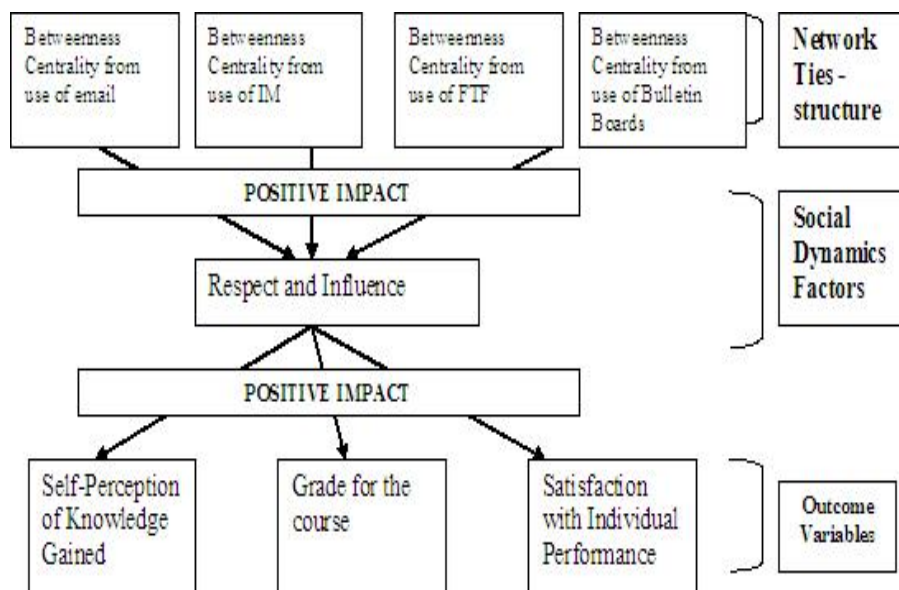 Betweenness
Centrality from
use of email
Betweenness
Centrality from
use of IM
Betweenness
Centrality from
use of FTF
Betweenness
Centrality from
use of Bulletin
Boards
Network
Ties -
structure
POSITIVE IMPACT
Respect and Influence
Social
Dynamics
Factors
POSITIVE IMPACT
Self-Perception
of Knowledge
Gained
Grade for the
course
Satisfaction
with Individual
Performance
Outcome
Variables